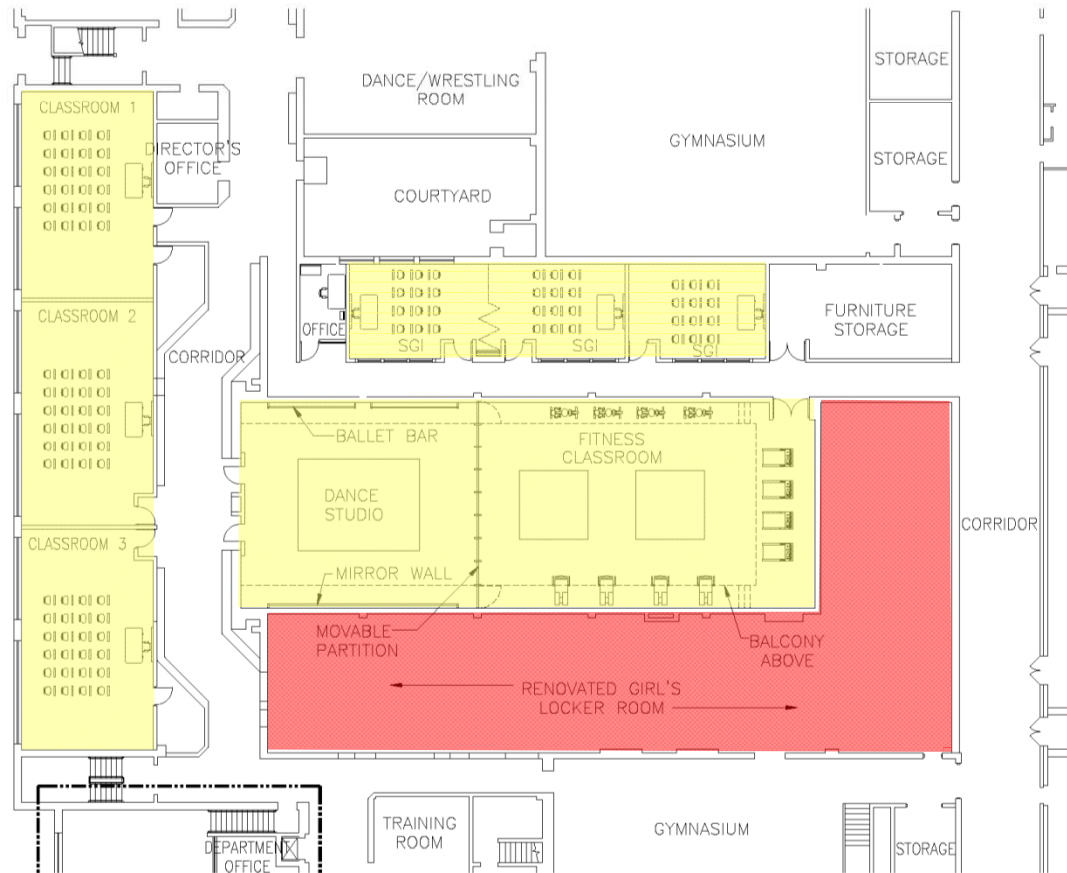 STORAGE
DANCE/WRESTLING
ROOM
CLASSROOM 1
GYMNASIUM
DIRECTOR'S
OFFICE
STORAGE
COURTYARD
CLASSROOM 2
OFFICE
SGI
SGI
SGI
FURNITURE
STORAGE
CORRIDOR
BALLET BAR
FITNESS
CLASSROOM
DANCE
STUDIO
CORRIDOR
CLASSROOM 3
MIRROR WALL
MOVABLE
PARTITION
BALCONY
ABOVE
RENOVATED GIRL'S
LOCKER ROOM
TRAINING
ROOM
GYMNASIUM
DEPARTMENT
OFFICE
STORAGE